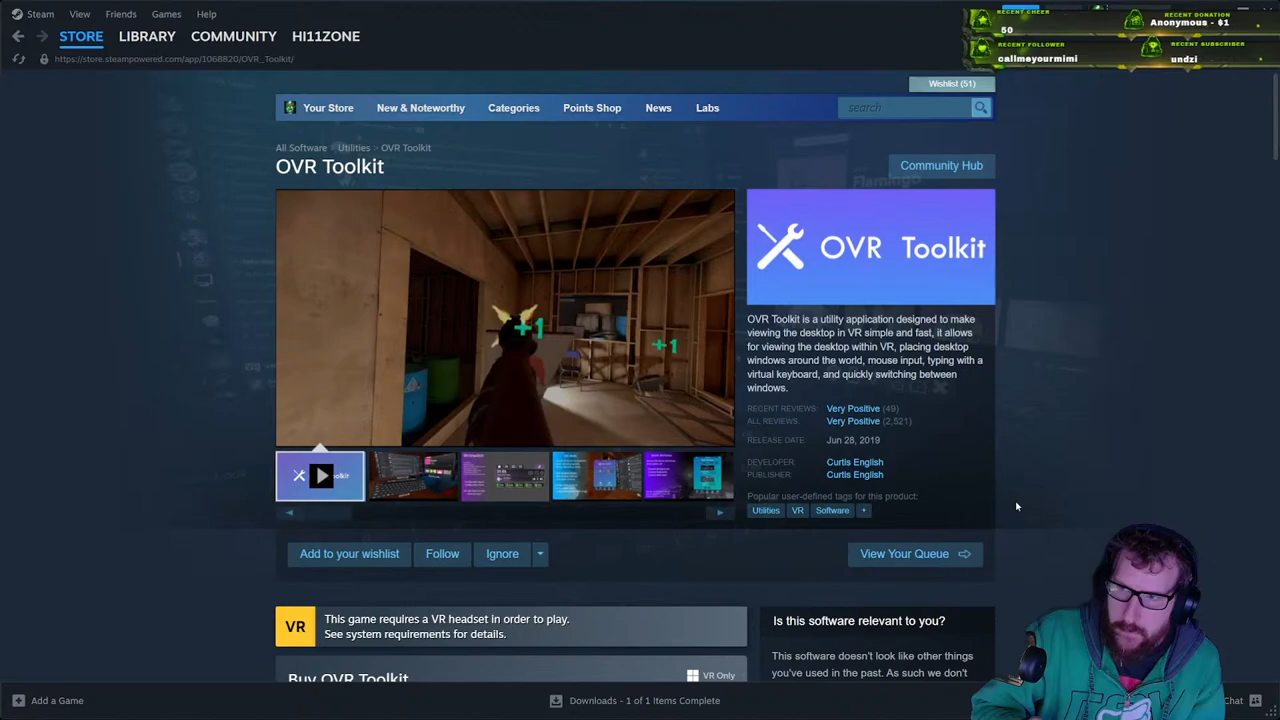 Steam View Friends Games Help
STORE LIBRARY COMMUNITY HI11ZONE
https://store.steampowered.com/app/1068820/OVR_Toolkit/
RECENT CHEER
50
RECENT DONATION
Anonymous - $1
RECENT FOLLOWER
callmeyourmimi
RECENT SUBSCRIBER
undzi
Wishlist (51)
Your Store New & Noteworthy Categories Points Shop News Labs
search
All Software > Utilities > OVR Toolkit
OVR Toolkit
Community Hub
Flamingo
+1
+1
OVR Toolkit
OVR Toolkit is a utility application designed to make
viewing the desktop in VR simple and fast, it allows
for viewing the desktop within VR, placing desktop
windows around the world, mouse input, typing with a
virtual keyboard, and quickly switching between
windows.
RECENT REVIEWS: Very Positive (49)
ALL REVIEWS: Very Positive (2,521)
RELEASE DATE: Jun 28, 2019
DEVELOPER: Curtis English
PUBLISHER: Curtis English
Popular user-defined tags for this product:
Utilities VR Software +
Add to your wishlist Follow Ignore
View Your Queue
VR
This game requires a VR headset in order to play.
See system requirements for details.
Is this software relevant to you?
This software doesn't look like other things
you've used in the past. As such we don't
Buy OVR Toolkit
VR Only
Add a Game
Downloads - 1 of 1 Items Complete
Chat